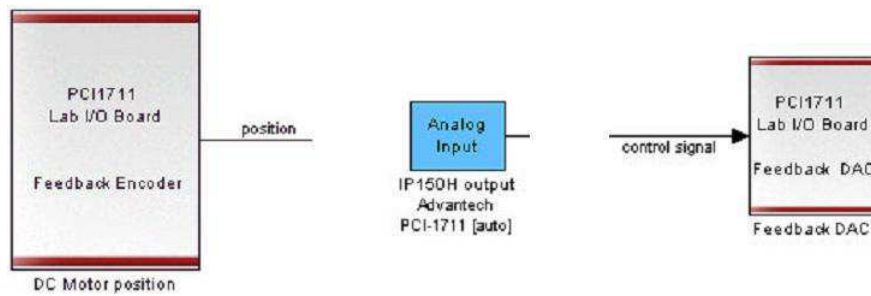 PCI1711
Lab I/O Board
Feedback Encoder
DC Motor position
position
Analog
Input
IP150H output
Advantech
PCI-1711 [auto]
control signal
PCI1711
Lab I/O Board
Feedback DAC
Feedback DAC